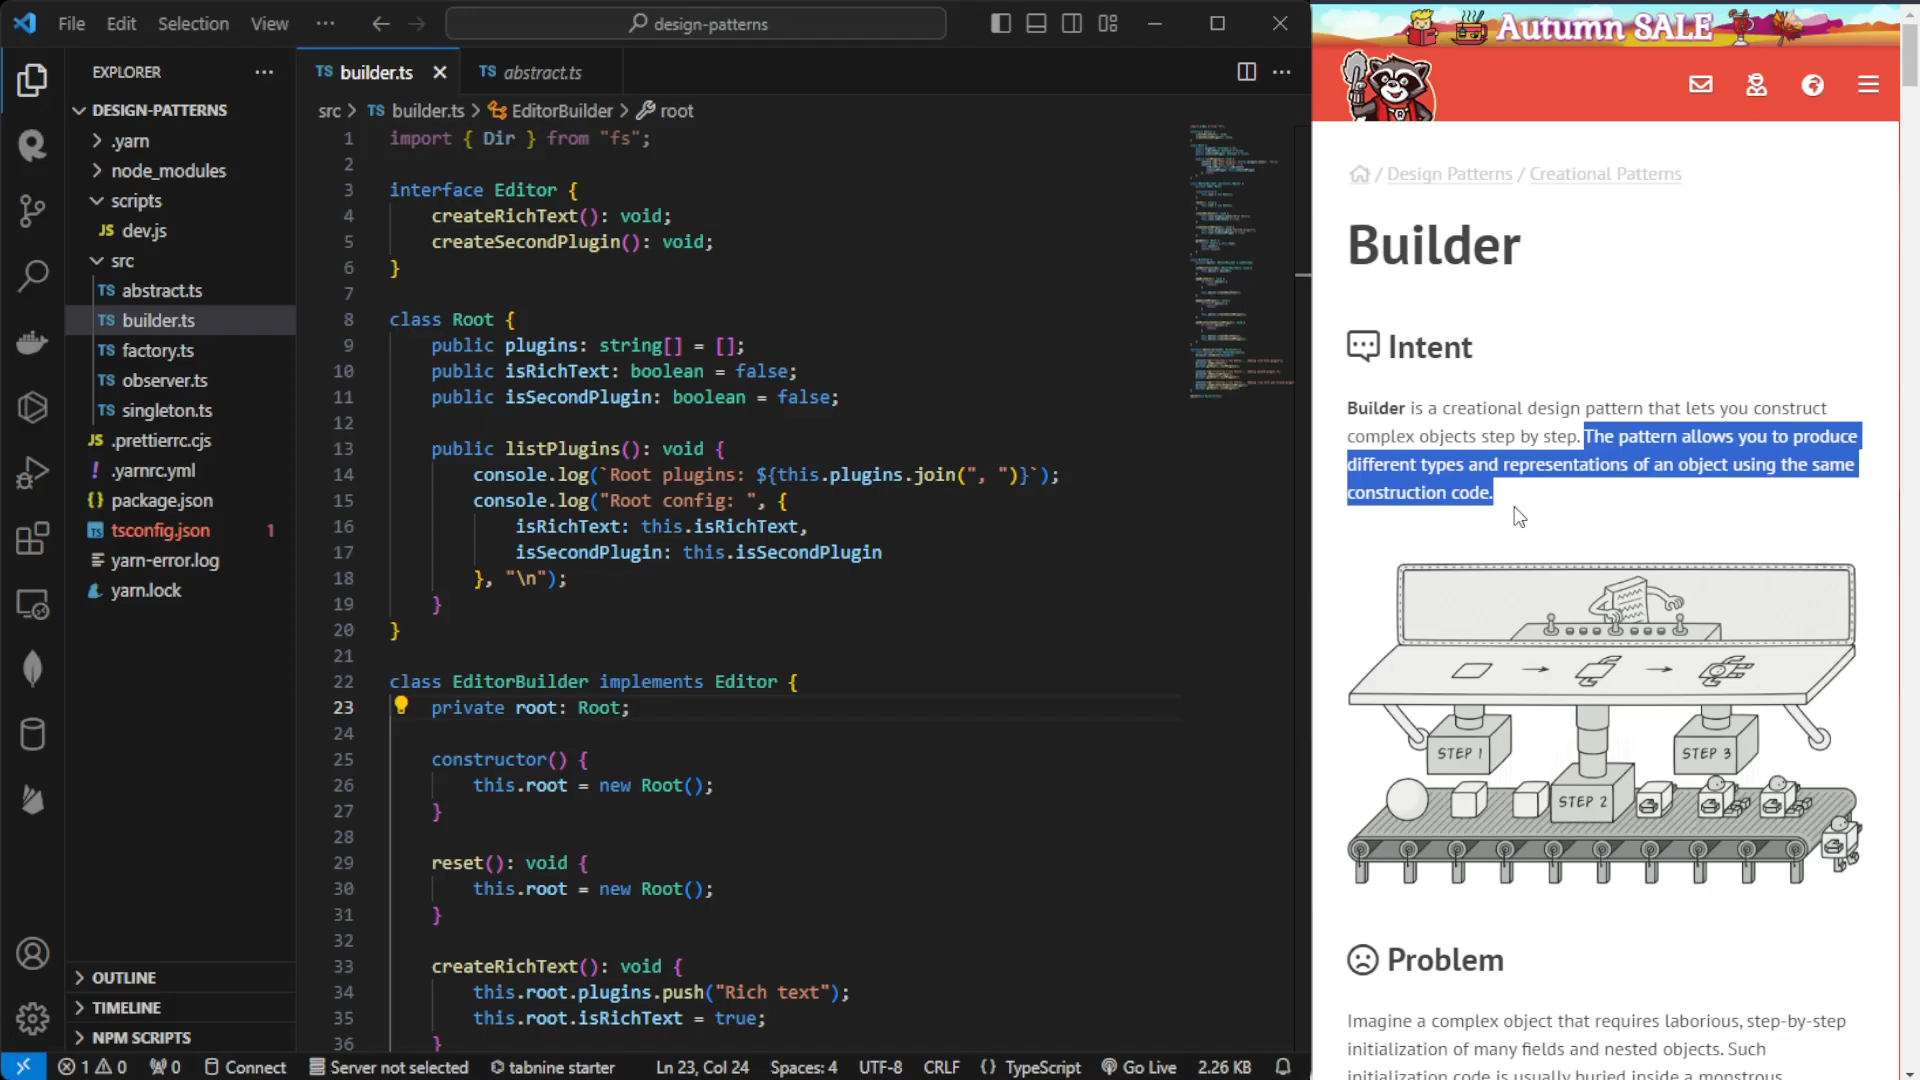 File Edit Selection View ··· design-patterns
EXPLORER ···
DESIGN-PATTERNS
.yarn
node_modules
scripts
JS dev.js
src
TS abstract.ts
TS builder.ts
TS factory.ts
TS observer.ts
TS singleton.ts
JS .prettierrc.cjs
! .yarnrc.yml
{} package.json
TS tsconfig.json 1
yarn-error.log
yarn.lock
OUTLINE
TIMELINE
NPM SCRIPTS
TS builder.ts TS abstract.ts
src > TS builder.ts > EditorBuilder > root
1 import { Dir } from "fs";
2
3 interface Editor {
4 createRichText(): void;
5 createSecondPlugin(): void;
6 }
7
8 class Root {
9 public plugins: string[] = [];
10 public isRichText: boolean = false;
11 public isSecondPlugin: boolean = false;
12
13 public listPlugins(): void {
14 console.log(`Root plugins: ${this.plugins.join(", ")}`);
15 console.log("Root config: ", {
16 isRichText: this.isRichText,
17 isSecondPlugin: this.isSecondPlugin
18 }, "\n");
19 }
20 }
21
22 class EditorBuilder implements Editor {
23 private root: Root;
24
25 constructor() {
26 this.root = new Root();
27 }
28
29 reset(): void {
30 this.root = new Root();
31 }
32
33 createRichText(): void {
34 this.root.plugins.push("Rich text");
35 this.root.isRichText = true;
36 }
1 0 0 Connect Server not selected tabnine starter Ln 23, Col 24 Spaces: 4 UTF-8 CRLF {} TypeScript Go Live 2.26 KB
Autumn SALE
/ Design Patterns / Creational Patterns
Builder
Intent
Builder is a creational design pattern that lets you construct
complex objects step by step. The pattern allows you to produce
different types and representations of an object using the same
construction code.
STEP 1
STEP 2
STEP 3
Problem
Imagine a complex object that requires laborious, step-by-step
initialization of many fields and nested objects. Such
initialization code is usually buried inside a monstrous